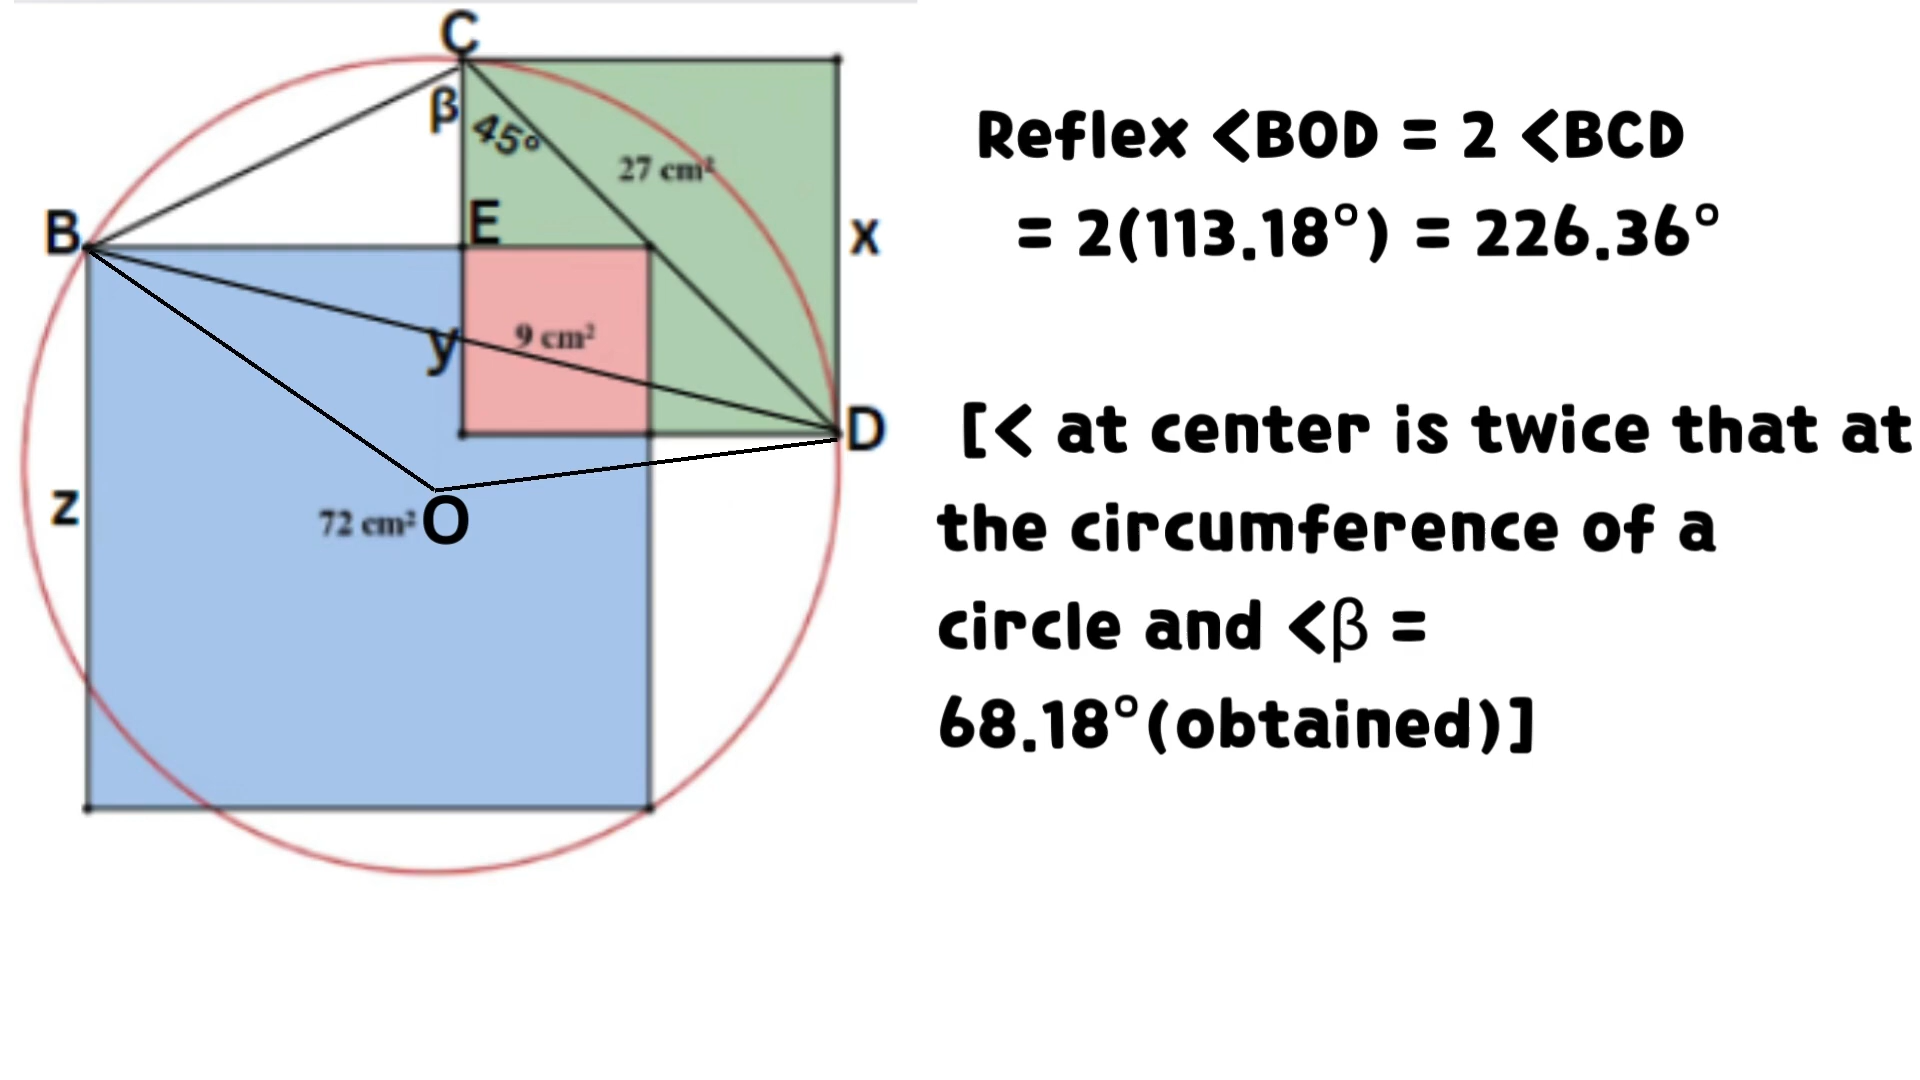 C
β
45°
27 cm²
B
E
x
y
9 cm²
D
z
72 cm²
O
Reflex <BOD = 2 <BCD
= 2(113.18°) = 226.36°
[< at center is twice that at
the circumference of a
circle and <β =
68.18°(obtained)]